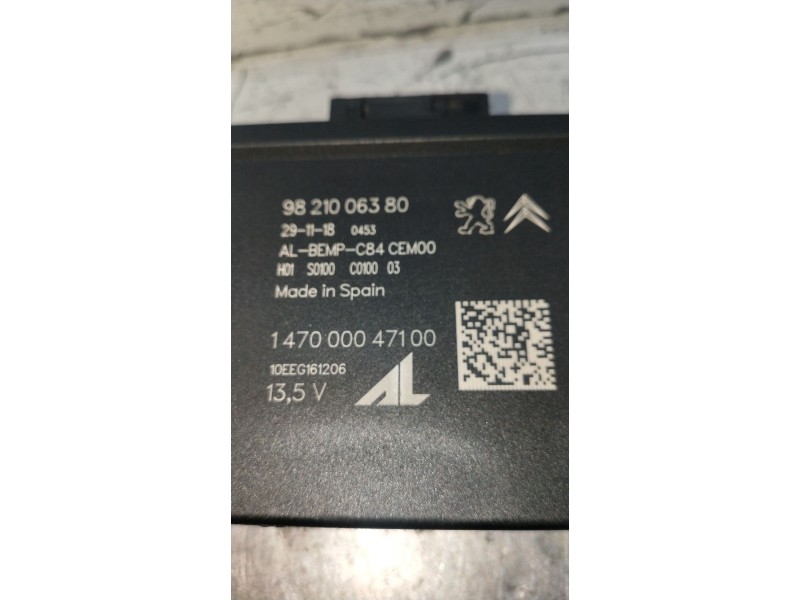 98 210 063 80
29-11-18 0453
AL-BEMP-C84 CEM00
H01 S0100 C0100 03
Made in Spain
1 470 000 471 00
10EEG161206
13,5 V AL